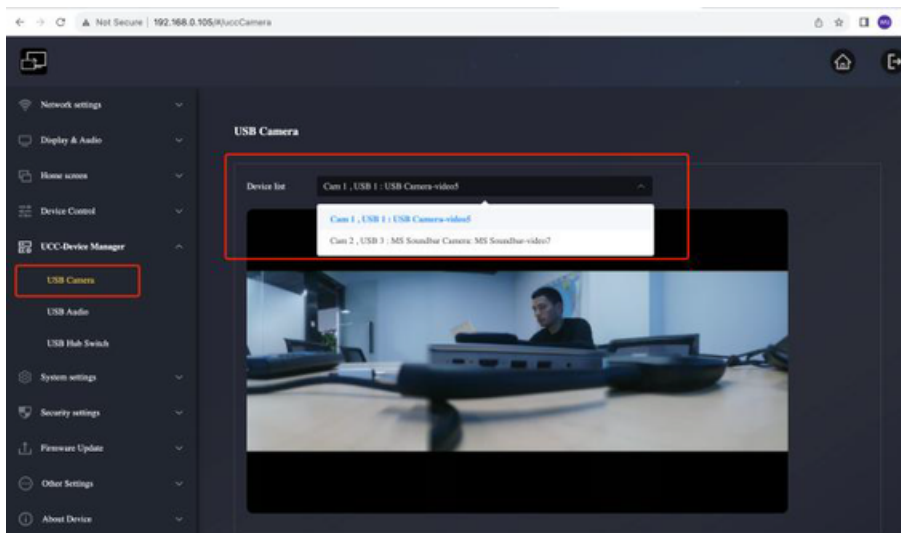 Not Secure | 192.168.0.105/#/uccCamera
Network settings
Display & Audio
Home screen
Device Control
UCC-Device Manager
USB Camera
USB Audio
USB Hub Switch
System settings
Security settings
Firmware Update
Other Settings
About Device
USB Camera
Device list
Cam 1 , USB 1 : USB Camera-video5
Cam 1 , USB 1 : USB Camera-video5
Cam 2 , USB 3 : MS Soundbar Camera: MS Soundbar-video7